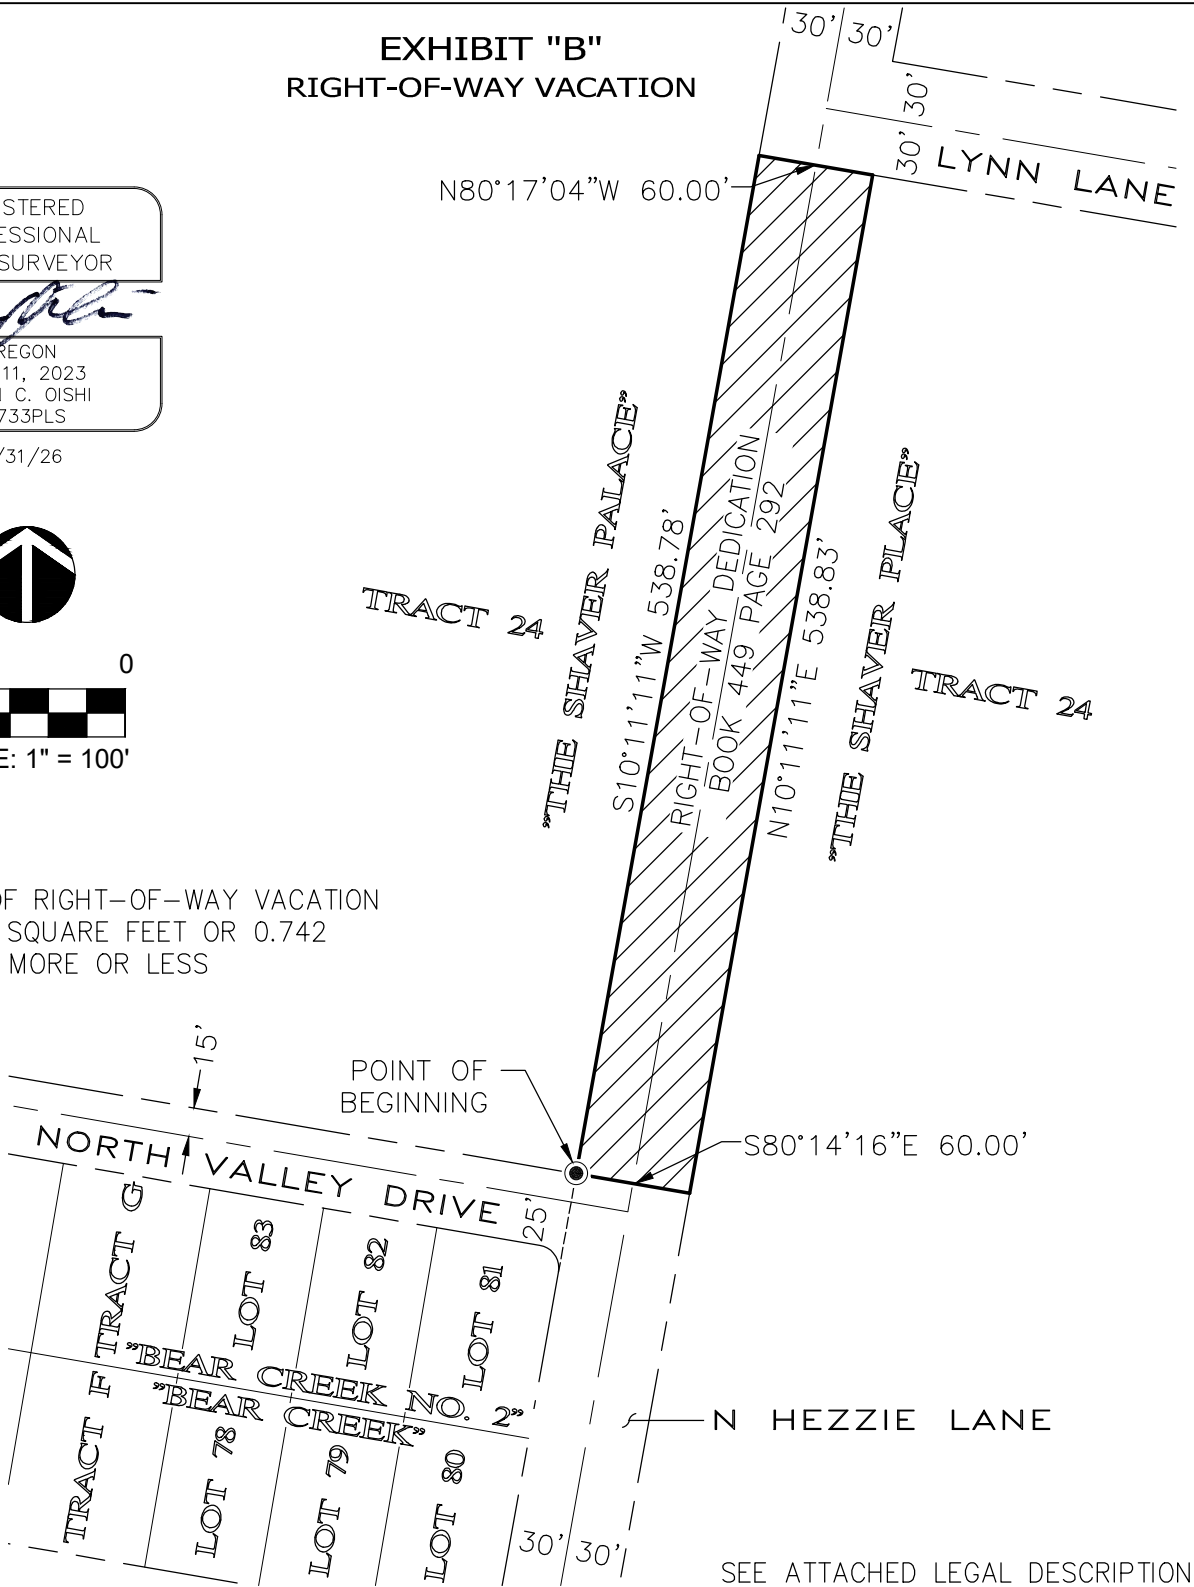 EXHIBIT "B"
RIGHT-OF-WAY VACATION
30' 30'
30'
30'
LYNN LANE
N80°17'04"W 60.00'
STERED
ESSIONAL
SURVEYOR
REGON
11, 2023
C. OISHI
733PLS
/31/26
0
E: 1" = 100'
TRACT 24
"THE SHAVER PALACE"
S10°11'11"W 538.78'
RIGHT-OF-WAY DEDICATION
BOOK 449 PAGE 292
N10°11'11"E 538.83'
"THE SHAVER PLACE"
TRACT 24
OF RIGHT-OF-WAY VACATION
SQUARE FEET OR 0.742
MORE OR LESS
15'
POINT OF
BEGINNING
S80°14'16"E 60.00'
NORTH VALLEY DRIVE
25'
TRACT G
LOT 83
LOT 82
LOT 81
"BEAR CREEK NO. 2"
"BEAR CREEK"
TRACT F
LOT 78
LOT 79
LOT 80
N HEZZIE LANE
30' 30'
SEE ATTACHED LEGAL DESCRIPTION